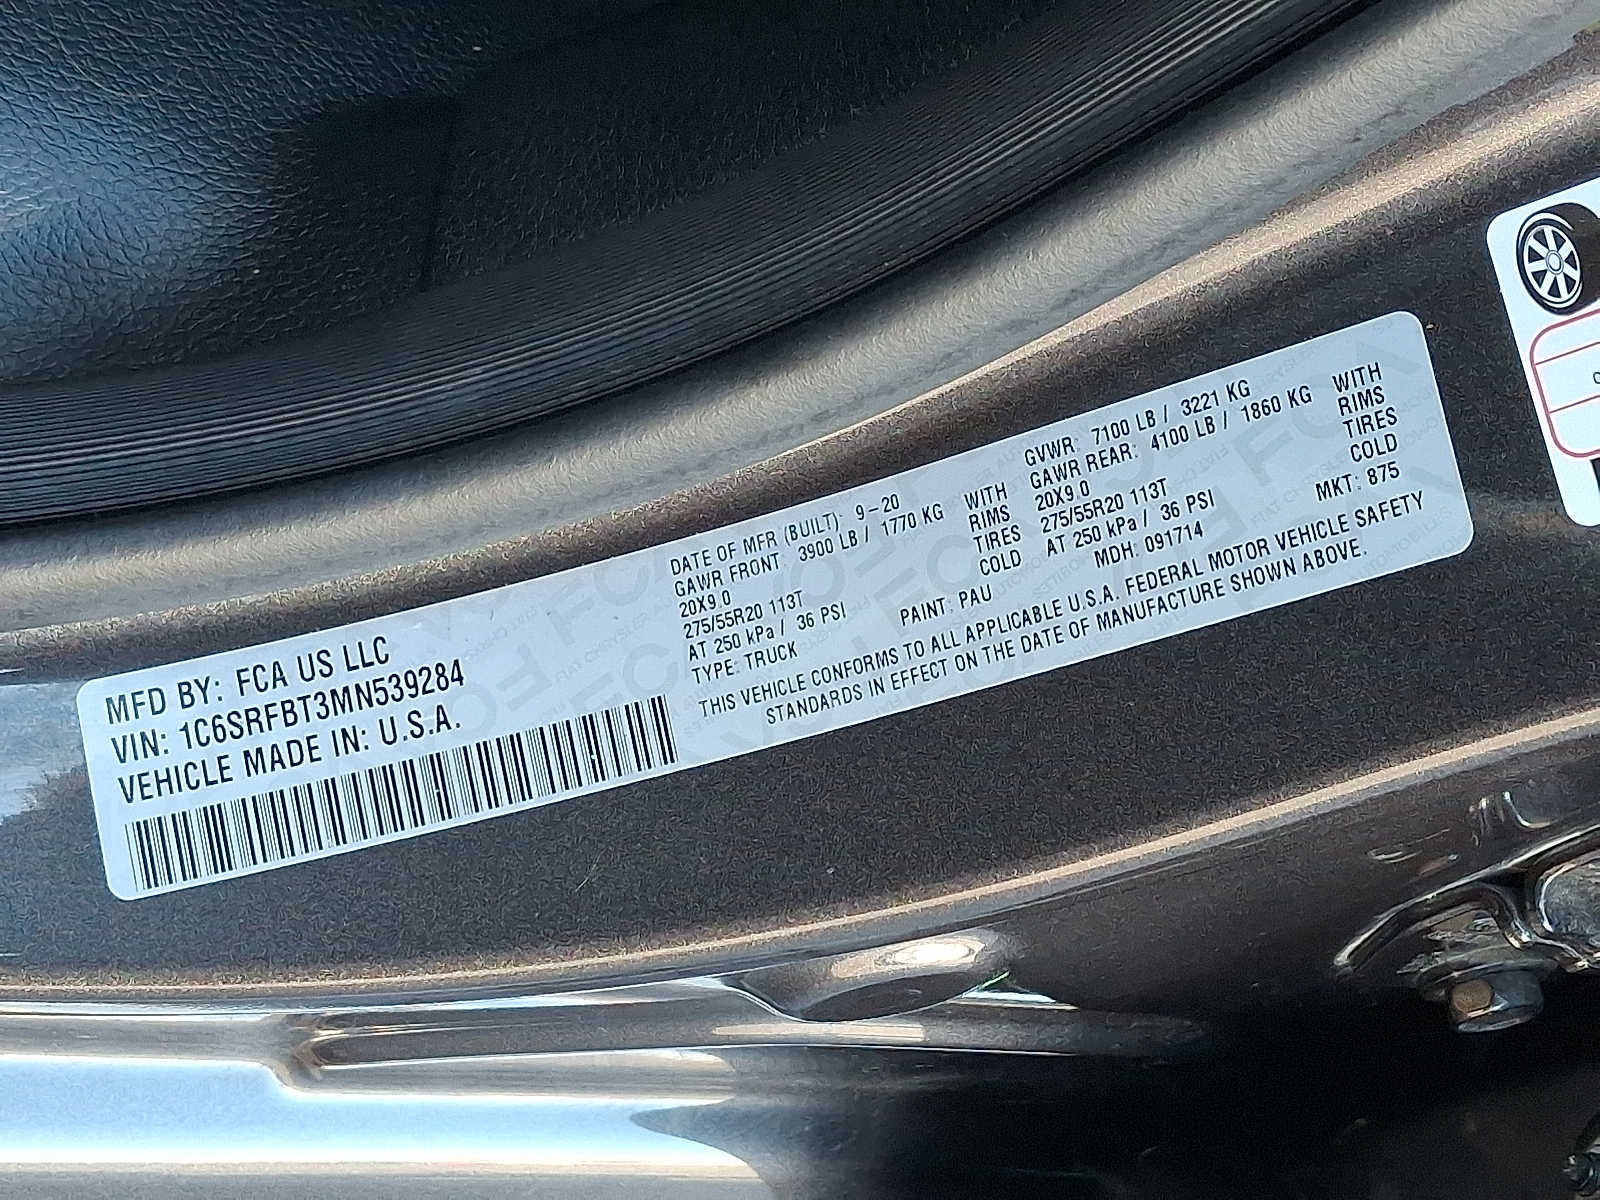 MFD BY: FCA US LLC
VIN: 1C6SRFBT3MN539284
VEHICLE MADE IN: U.S.A.
DATE OF MFR (BUILT): 9-20
GAWR FRONT: 3900 LB / 1770 KG WITH
20X9.0 RIMS
275/55R20 113T TIRES
AT 250 kPa / 36 PSI COLD
TYPE: TRUCK PAINT: PAU
GVWR: 7100 LB / 3221 KG
GAWR REAR: 4100 LB / 1860 KG WITH
20X9.0 RIMS
275/55R20 113T TIRES
AT 250 kPa / 36 PSI COLD
MDH: 091714 MKT: 875
THIS VEHICLE CONFORMS TO ALL APPLICABLE U.S.A. FEDERAL MOTOR VEHICLE SAFETY
STANDARDS IN EFFECT ON THE DATE OF MANUFACTURE SHOWN ABOVE.